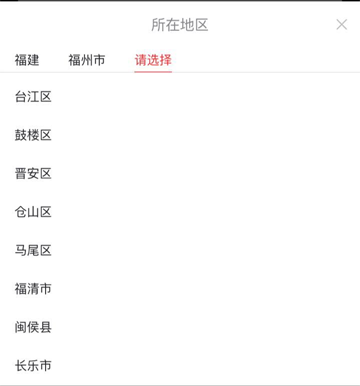 所在地区
福建 福州市 请选择
台江区
鼓楼区
晋安区
仓山区
马尾区
福清市
闽侯县
长乐市